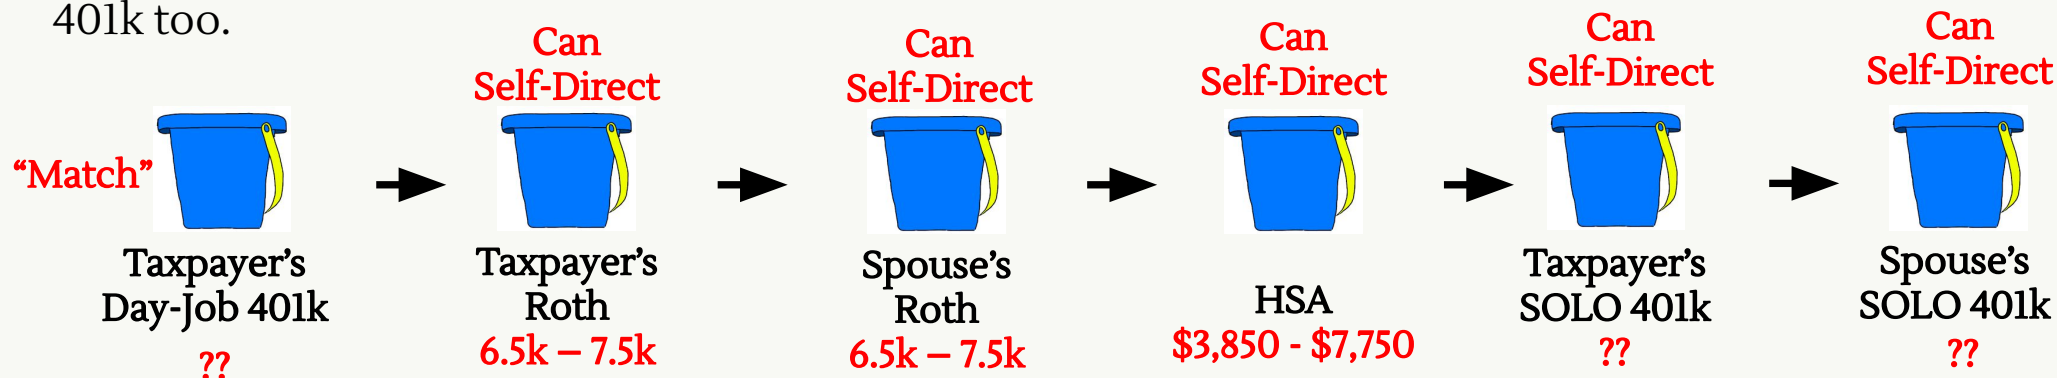 401k too.
“Match”
Taxpayer’s
Day-Job 401k
??
Can
Self-Direct
Taxpayer’s
Roth
6.5k – 7.5k
Can
Self-Direct
Spouse’s
Roth
6.5k – 7.5k
Can
Self-Direct
HSA
$3,850 - $7,750
Can
Self-Direct
Taxpayer’s
SOLO 401k
??
Can
Self-Direct
Spouse’s
SOLO 401k
??